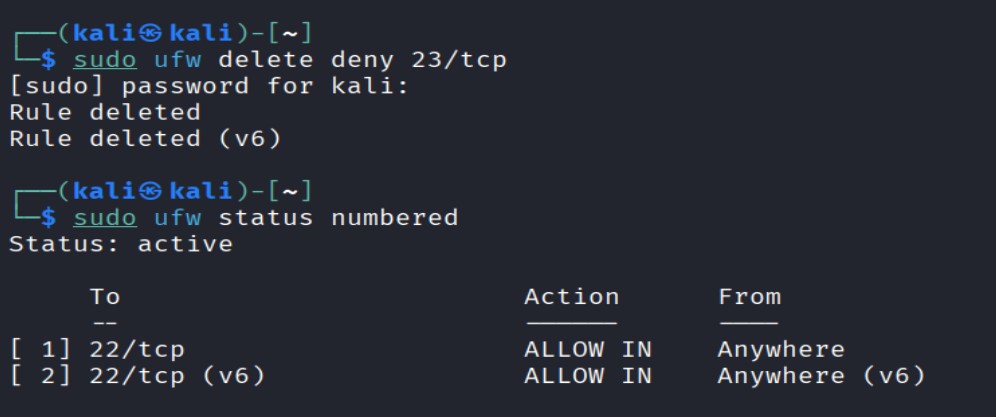 ┌──(kali㉿kali)-[~]
└─$ sudo ufw delete deny 23/tcp
[sudo] password for kali:
Rule deleted
Rule deleted (v6)
┌──(kali㉿kali)-[~]
└─$ sudo ufw status numbered
Status: active
To Action From
-- ------ ----
[ 1] 22/tcp ALLOW IN Anywhere
[ 2] 22/tcp (v6) ALLOW IN Anywhere (v6)